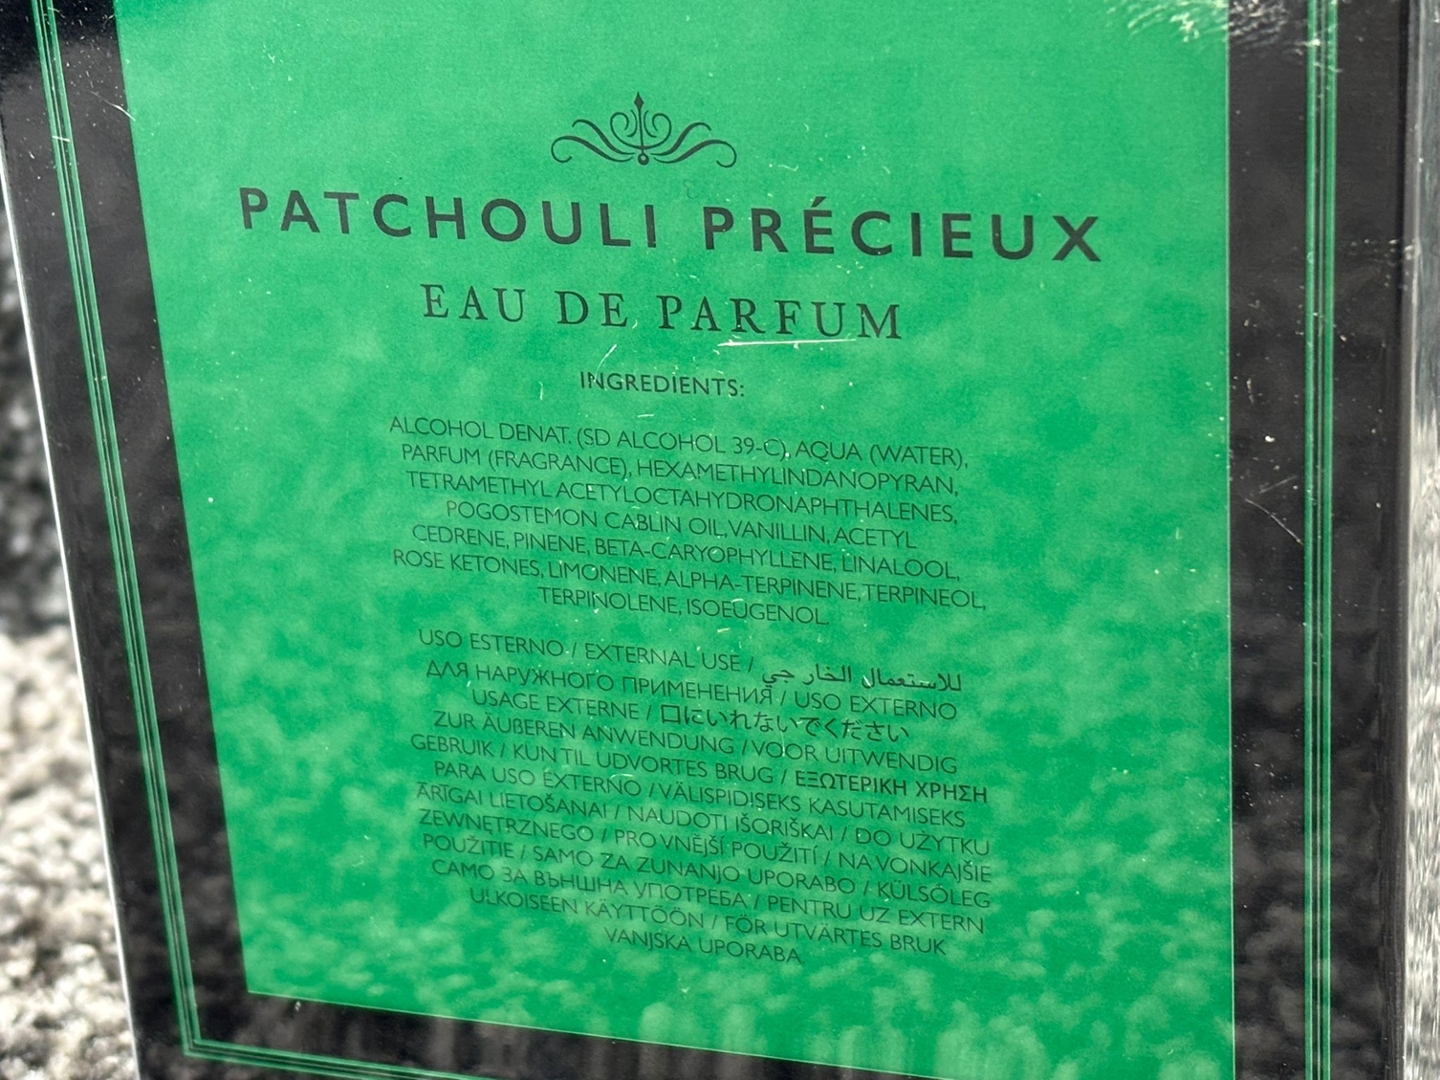 PATCHOULI PRÉCIEUX
EAU DE PARFUM
INGREDIENTS:
ALCOHOL DENAT. (SD ALCOHOL 39-C), AQUA (WATER),
PARFUM (FRAGRANCE), HEXAMETHYLINDANOPYRAN,
TETRAMETHYL ACETYLOCTAHYDRONAPHTHALENES,
POGOSTEMON CABLIN OIL, VANILLIN, ACETYL
CEDRENE, PINENE, BETA-CARYOPHYLLENE, LINALOOL,
ROSE KETONES, LIMONENE, ALPHA-TERPINENE, TERPINEOL,
TERPINOLENE, ISOEUGENOL.
USO ESTERNO / EXTERNAL USE / للاستعمال الخارجي
ДЛЯ НАРУЖНОГО ПРИМЕНЕНИЯ / USO EXTERNO
USAGE EXTERNE / 口にいれないでください
ZUR ÄUßEREN ANWENDUNG / VOOR UITWENDIG
GEBRUIK / KUN TIL UDVORTES BRUG / ΕΞΩΤΕΡΙΚΗ ΧΡΗΣΗ
PARA USO EXTERNO / VÄLISPIDISEKS KASUTAMISEKS
ĀRĪGAI LIETOŠANAI / NAUDOTI IŠORIŠKAI / DO UŻYTKU
ZEWNĘTRZNEGO / PRO VNĚJŠÍ POUŽITÍ / NA VONKAJŠIE
POUŽITIE / SAMO ZA ZUNANJO UPORABO / KÜLSŐLEG
САМО ЗА ВЪНШНА УПОТРЕБА / PENTRU UZ EXTERN
ULKOISEEN KÄYTTÖÖN / FÖR UTVÄRTES BRUK
VANJSKA UPORABA